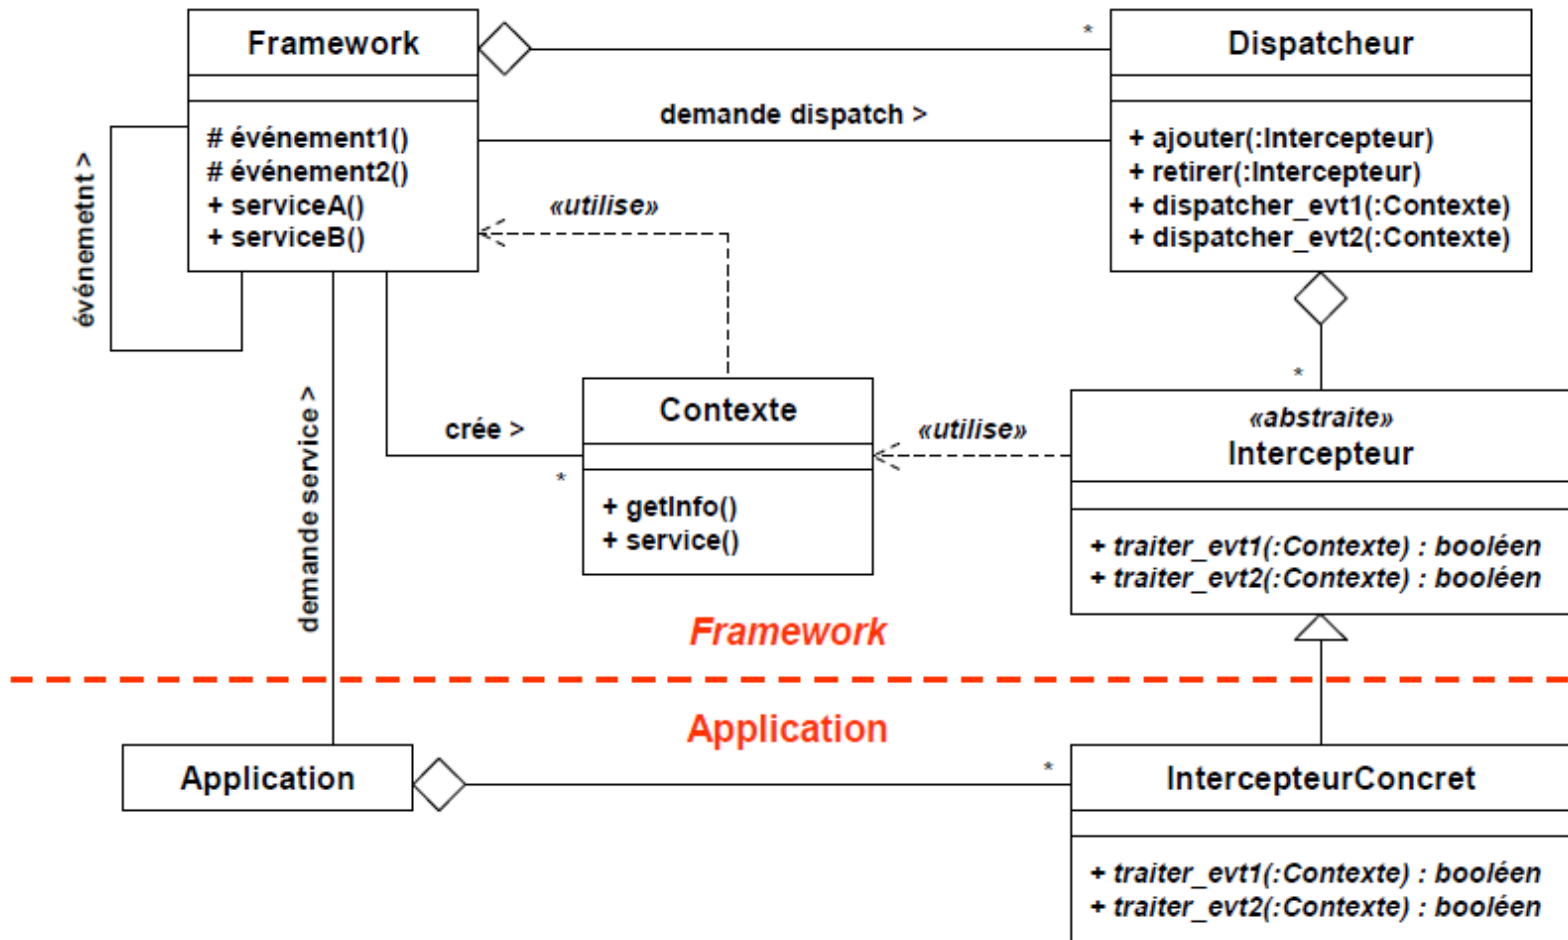 Framework
# événement1()
# événement2()
+ serviceA()
+ serviceB()
événemetnt >
*
demande dispatch >
Dispatcheur
+ ajouter(:Intercepteur)
+ retirer(:Intercepteur)
+ dispatcher_evt1(:Contexte)
+ dispatcher_evt2(:Contexte)
«utilise»
demande service >
crée >
*
Contexte
+ getInfo()
+ service()
«utilise»
*
«abstraite»
Intercepteur
+ traiter_evt1(:Contexte) : booléen
+ traiter_evt2(:Contexte) : booléen
Framework
Application
Application
*
IntercepteurConcret
+ traiter_evt1(:Contexte) : booléen
+ traiter_evt2(:Contexte) : booléen